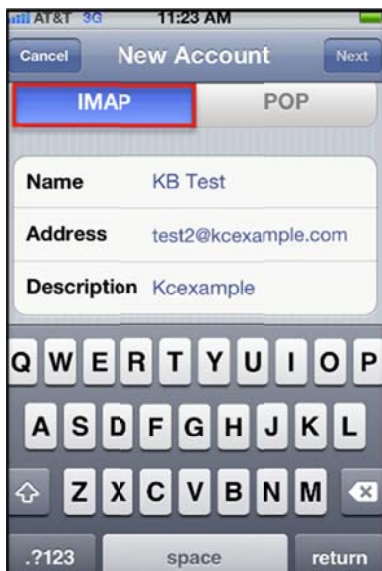 AT&T 3G 11:23 AM
Cancel New Account Next
IMAP POP
Name KB Test
Address test2@kcexample.com
Description Kcexample
Q W E R T Y U I O P
A S D F G H J K L
Z X C V B N M
.?123 space return